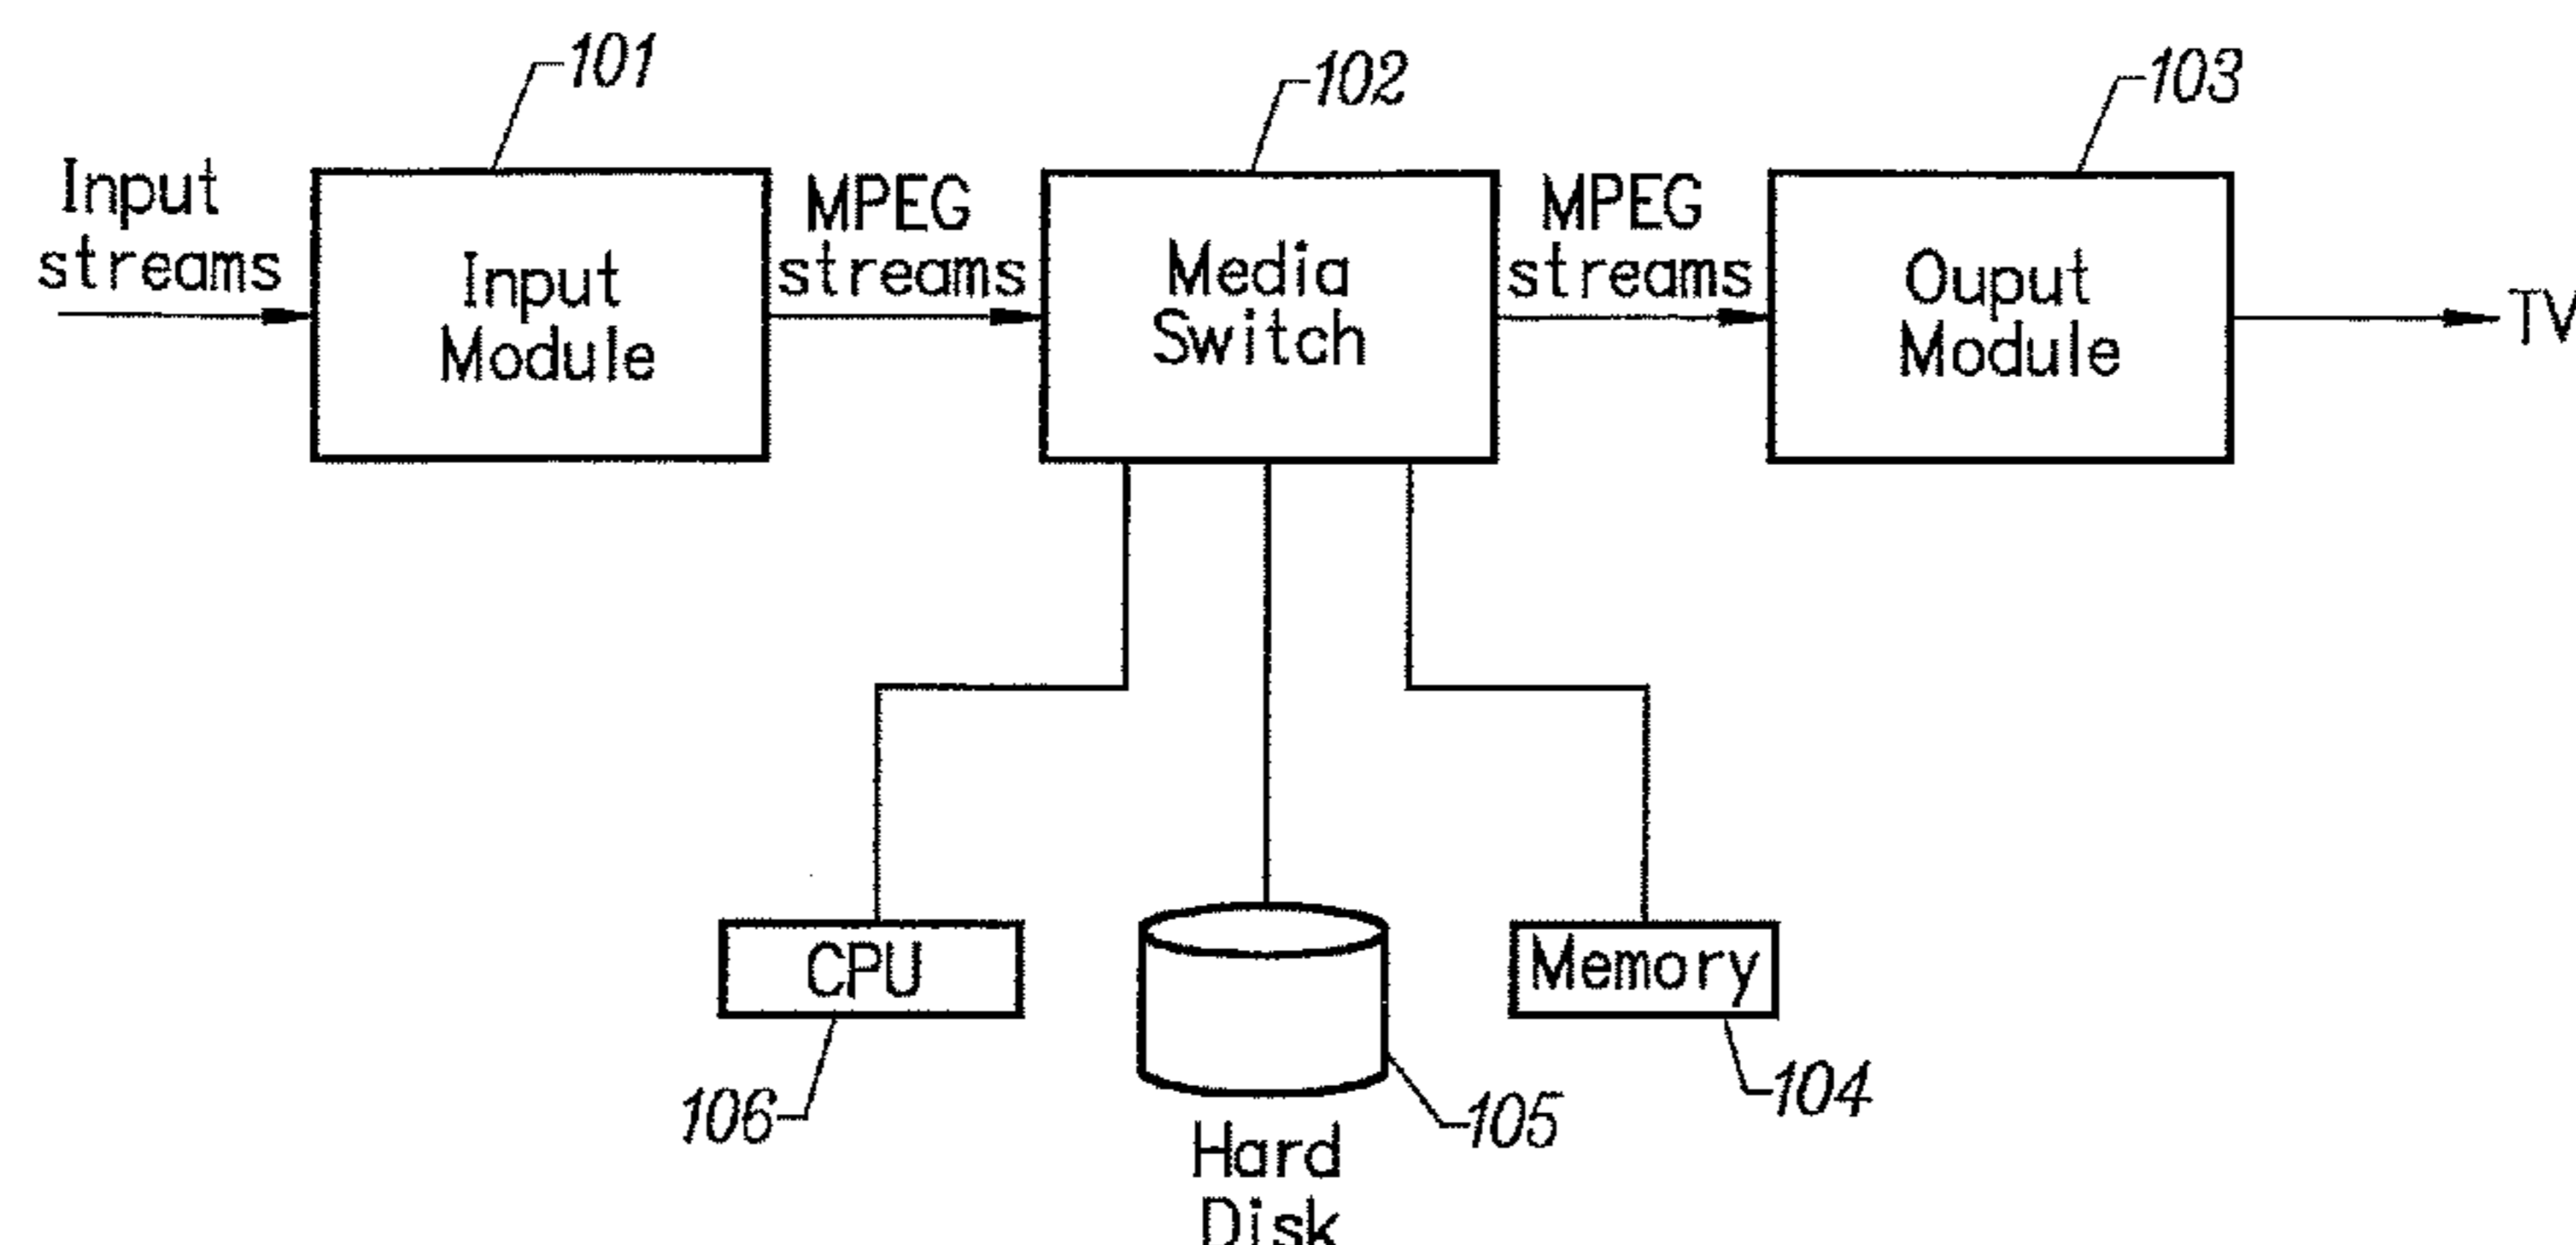 101
102
103
Input
streams
Input
Module
MPEG
streams
Media
Switch
MPEG
streams
Ouput
Module
TV
CPU
Memory
106
105
104
Hard
Disk